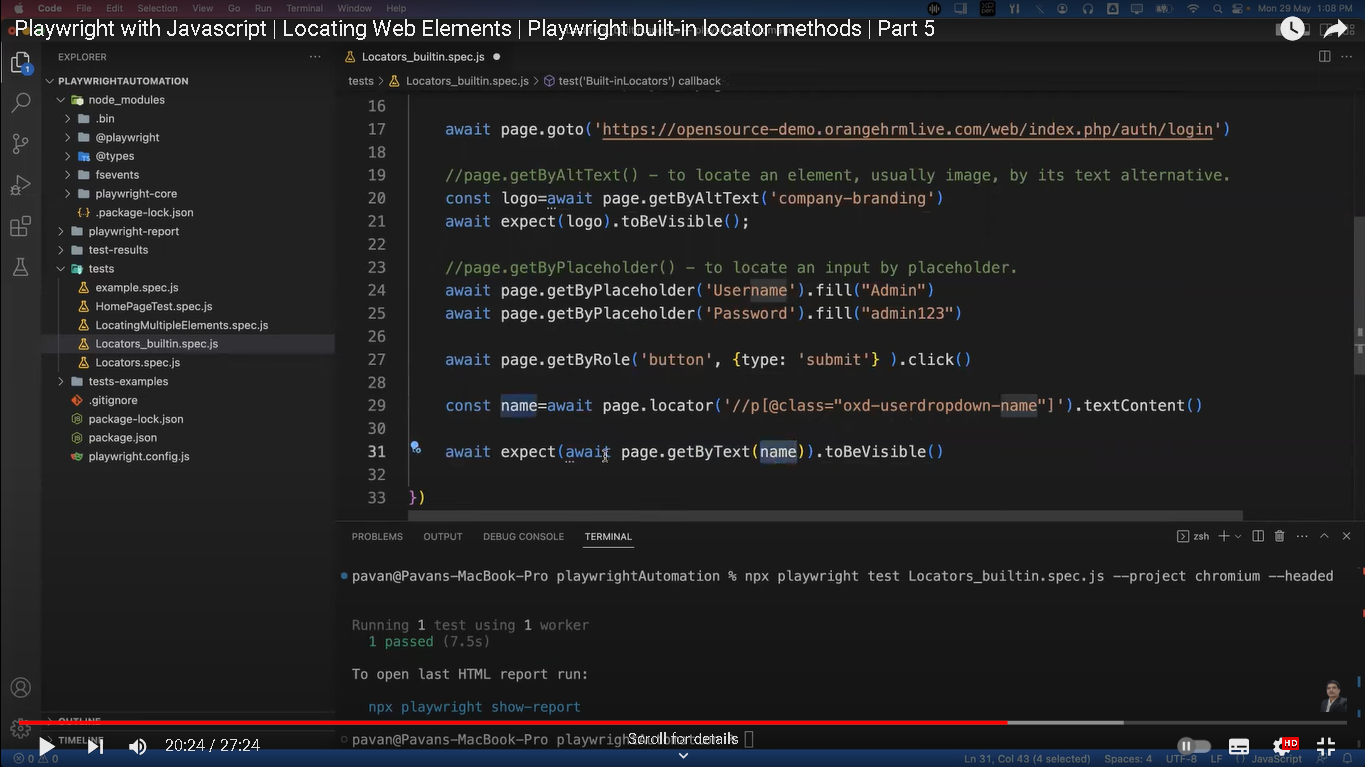 Code File Edit Selection View Go Run Terminal Window Help Mon 29 May 1:08 PM
Playwright with Javascript | Locating Web Elements | Playwright built-in locator methods | Part 5
EXPLORER
PLAYWRIGHTAUTOMATION
node_modules
.bin
@playwright
@types
fsevents
playwright-core
.package-lock.json
playwright-report
test-results
tests
example.spec.js
HomePageTest.spec.js
LocatingMultipleElements.spec.js
Locators_builtin.spec.js
Locators.spec.js
tests-examples
.gitignore
package-lock.json
package.json
playwright.config.js
OUTLINE
TIMELINE
1
Locators_builtin.spec.js
tests > Locators_builtin.spec.js > test('Built-inLocators') callback
16
17 await page.goto('https://opensource-demo.orangehrmlive.com/web/index.php/auth/login')
18
19 //page.getByAltText() - to locate an element, usually image, by its text alternative.
20 const logo=await page.getByAltText('company-branding')
21 await expect(logo).toBeVisible();
22
23 //page.getByPlaceholder() - to locate an input by placeholder.
24 await page.getByPlaceholder('Username').fill("Admin")
25 await page.getByPlaceholder('Password').fill("admin123")
26
27 await page.getByRole('button', {type: 'submit'} ).click()
28
29 const name=await page.locator('//p[@class="oxd-userdropdown-name"]').textContent()
30
31 await expect(await page.getByText(name)).toBeVisible()
32
33 })
PROBLEMS OUTPUT DEBUG CONSOLE TERMINAL zsh
pavan@Pavans-MacBook-Pro playwrightAutomation % npx playwright test Locators_builtin.spec.js --project chromium --headed
Running 1 test using 1 worker
1 passed (7.5s)
To open last HTML report run:
npx playwright show-report
pavan@Pavans-MacBook-Pro
Scroll for details
20:24 / 27:24
HD
0 0 Ln 31, Col 43 (4 selected) Spaces: 4 UTF-8 LF JavaScript